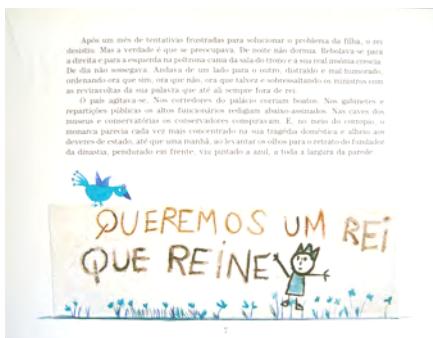 Após um mês de tentativas frustradas para solucionar o problema da filha, o rei
desistiu. Mas a verdade é que se preocupava. De noite não dormia. Rebolava-se para
a direita e para a esquerda na poltrona cama da sala do trono e a sua real insónia crescia.
De dia não sossegava. Andava de um lado para o outro, distraído e mal humorado,
ordenando ora que sim, ora que não, ora que talvez e sobressaltando os ministros com
as reviravoltas da sua palavra que até ali sempre fora de rei.
O país agitava-se. Nos corredores do palácio corriam boatos. Nos gabinetes e
repartições públicas os altos funcionários redigiam abaixo-assinados. Nas caves dos
museus e conservatórios os conservadores conspiravam. E, no meio do
monarca parecia cada vez mais concentrado na sua tragédia doméstica e alheio aos
deveres de estado, até que uma manhã, ao levantar os olhos para o retrato do fundador
da dinastia, pendurado em frente, viu pintado a azul, a toda a largura da parede
QUEREMOS UM REI
QUE REINE
7